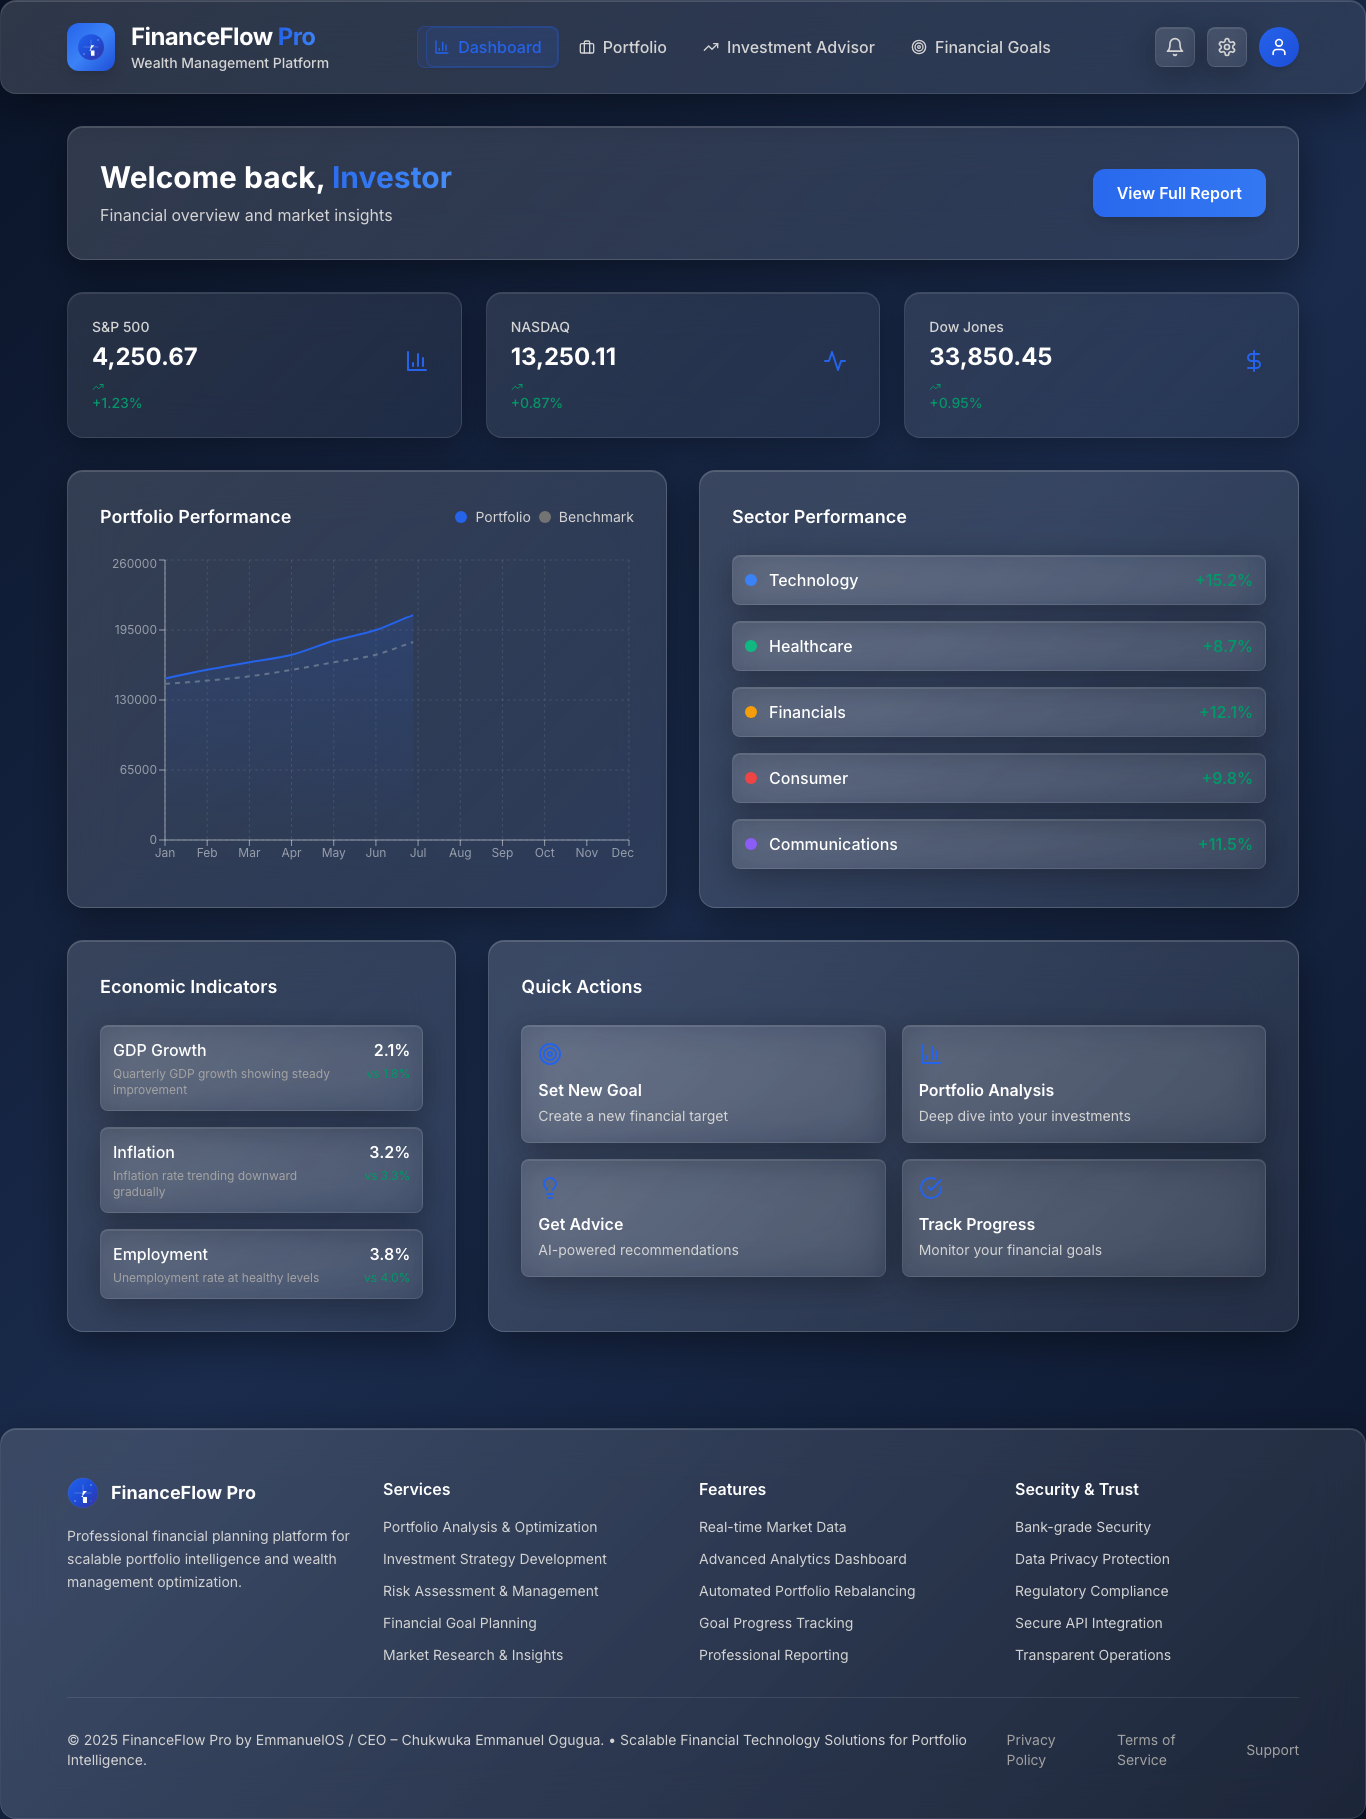 FinanceFlow Pro
Wealth Management Platform
Dashboard
Portfolio
Investment Advisor
Financial Goals
Welcome back, Investor
Financial overview and market insights
View Full Report
S&P 500
4,250.67
+1.23%
NASDAQ
13,250.11
+0.87%
Dow Jones
33,850.45
+0.95%
Portfolio Performance
Portfolio
Benchmark
260000
195000
130000
65000
0
Jan Feb Mar Apr May Jun Jul Aug Sep Oct Nov Dec
Sector Performance
Technology +15.2%
Healthcare +8.7%
Financials +12.1%
Consumer +9.8%
Communications +11.5%
Economic Indicators
GDP Growth 2.1%
Quarterly GDP growth showing steady vs 1.8%
improvement
Inflation 3.2%
Inflation rate trending downward vs 3.3%
gradually
Employment 3.8%
Unemployment rate at healthy levels vs 4.0%
Quick Actions
Set New Goal
Create a new financial target
Portfolio Analysis
Deep dive into your investments
Get Advice
AI-powered recommendations
Track Progress
Monitor your financial goals
FinanceFlow Pro
Professional financial planning platform for
scalable portfolio intelligence and wealth
management optimization.
Services
Portfolio Analysis & Optimization
Investment Strategy Development
Risk Assessment & Management
Financial Goal Planning
Market Research & Insights
Features
Real-time Market Data
Advanced Analytics Dashboard
Automated Portfolio Rebalancing
Goal Progress Tracking
Professional Reporting
Security & Trust
Bank-grade Security
Data Privacy Protection
Regulatory Compliance
Secure API Integration
Transparent Operations
© 2025 FinanceFlow Pro by EmmanuelOS / CEO – Chukwuka Emmanuel Ogugua. • Scalable Financial Technology Solutions for Portfolio
Intelligence.
Privacy
Policy
Terms of
Service
Support